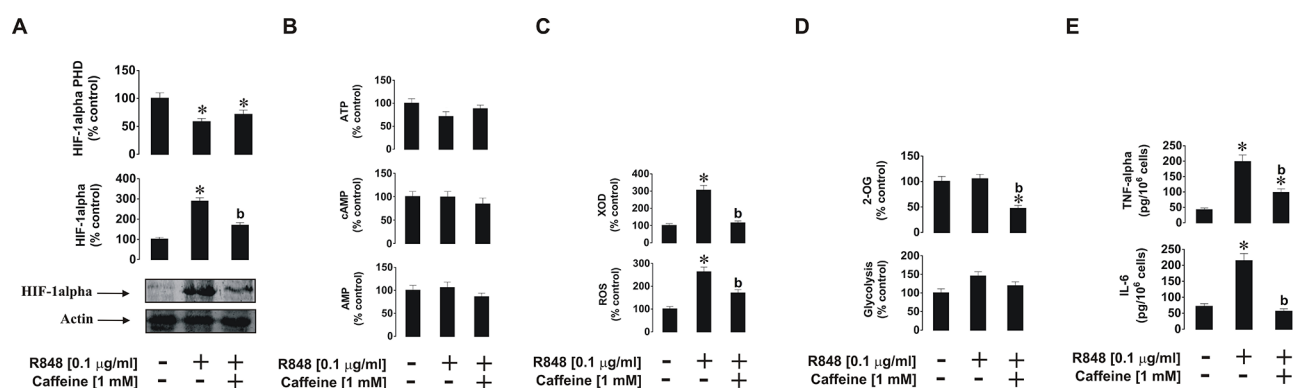 A
HIF-1alpha PHD
(% control)
150
100
50
0
*
*
HIF-1alpha
(% control)
400
300
200
100
*
b
HIF-1alpha
Actin
R848 [0.1 µg/ml] - + +
Caffeine [1 mM] - - +
B
ATP
(% control)
150
100
50
0
cAMP
(% control)
150
100
50
0
AMP
(% control)
150
100
50
0
R848 [0.1 µg/ml] - + +
Caffeine [1 mM] - - +
C
XOD
(% control)
400
300
200
100
0
*
b
ROS
(% control)
300
200
100
0
*
b
R848 [0.1 µg/ml] - + +
Caffeine [1 mM] - - +
D
2-OG
(% control)
150
100
50
0
b
*
Glycolysis
(% control)
200
150
100
50
0
R848 [0.1 µg/ml] - + +
Caffeine [1 mM] - - +
E
TNF-alpha
(pg/10⁶ cells)
250
200
150
100
50
0
*
b
*
IL-6
(pg/10⁶ cells)
250
200
150
100
50
0
*
b
R848 [0.1 µg/ml] - + +
Caffeine [1 mM] - - +